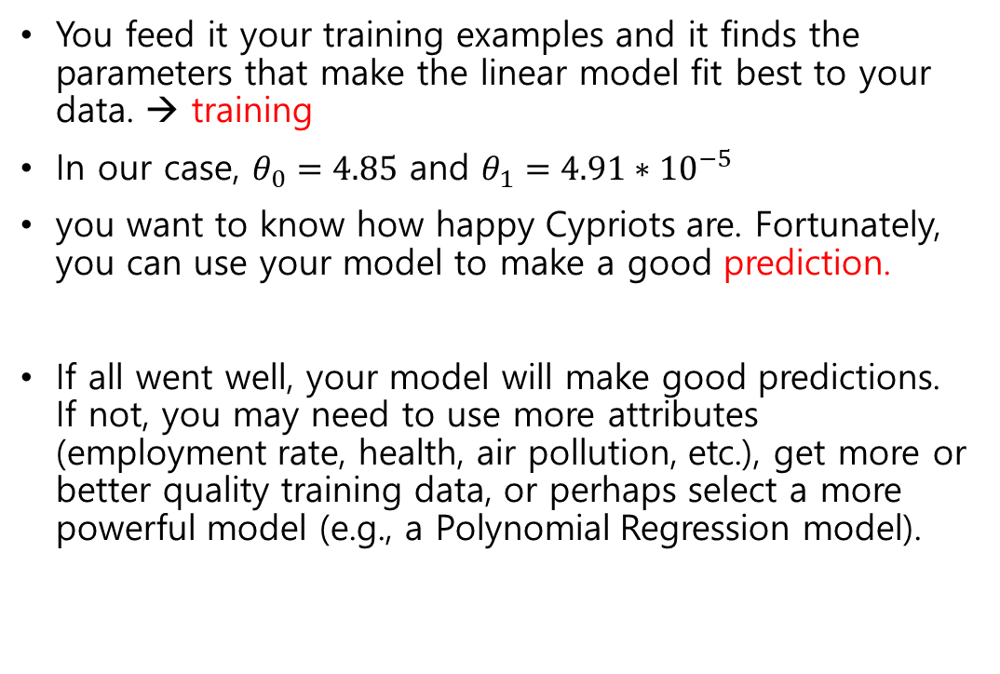 • You feed it your training examples and it finds the
parameters that make the linear model fit best to your
data. → training
• In our case, θ₀ = 4.85 and θ₁ = 4.91 ∗ 10⁻⁵
• you want to know how happy Cypriots are. Fortunately,
you can use your model to make a good prediction.
• If all went well, your model will make good predictions.
If not, you may need to use more attributes
(employment rate, health, air pollution, etc.), get more or
better quality training data, or perhaps select a more
powerful model (e.g., a Polynomial Regression model).